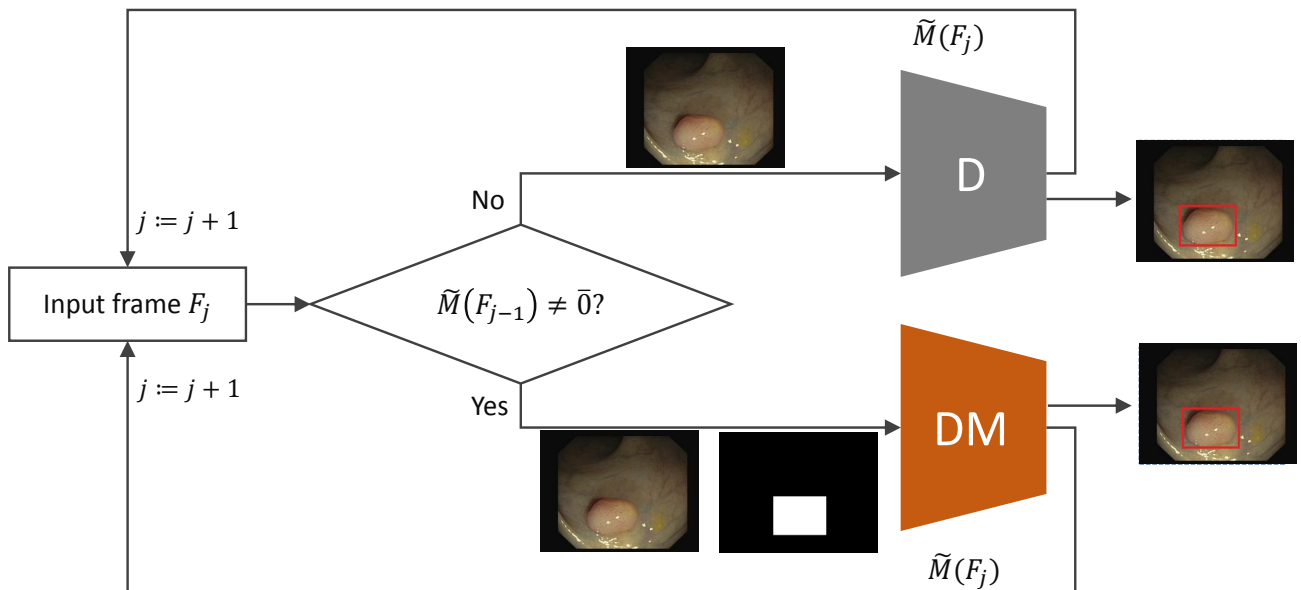 M̃(F_j)
D
No
j ≔ j + 1
Input frame F_j
M̃(F_{j−1}) ≠ 0̄?
j ≔ j + 1
Yes
DM
M̃(F_j)